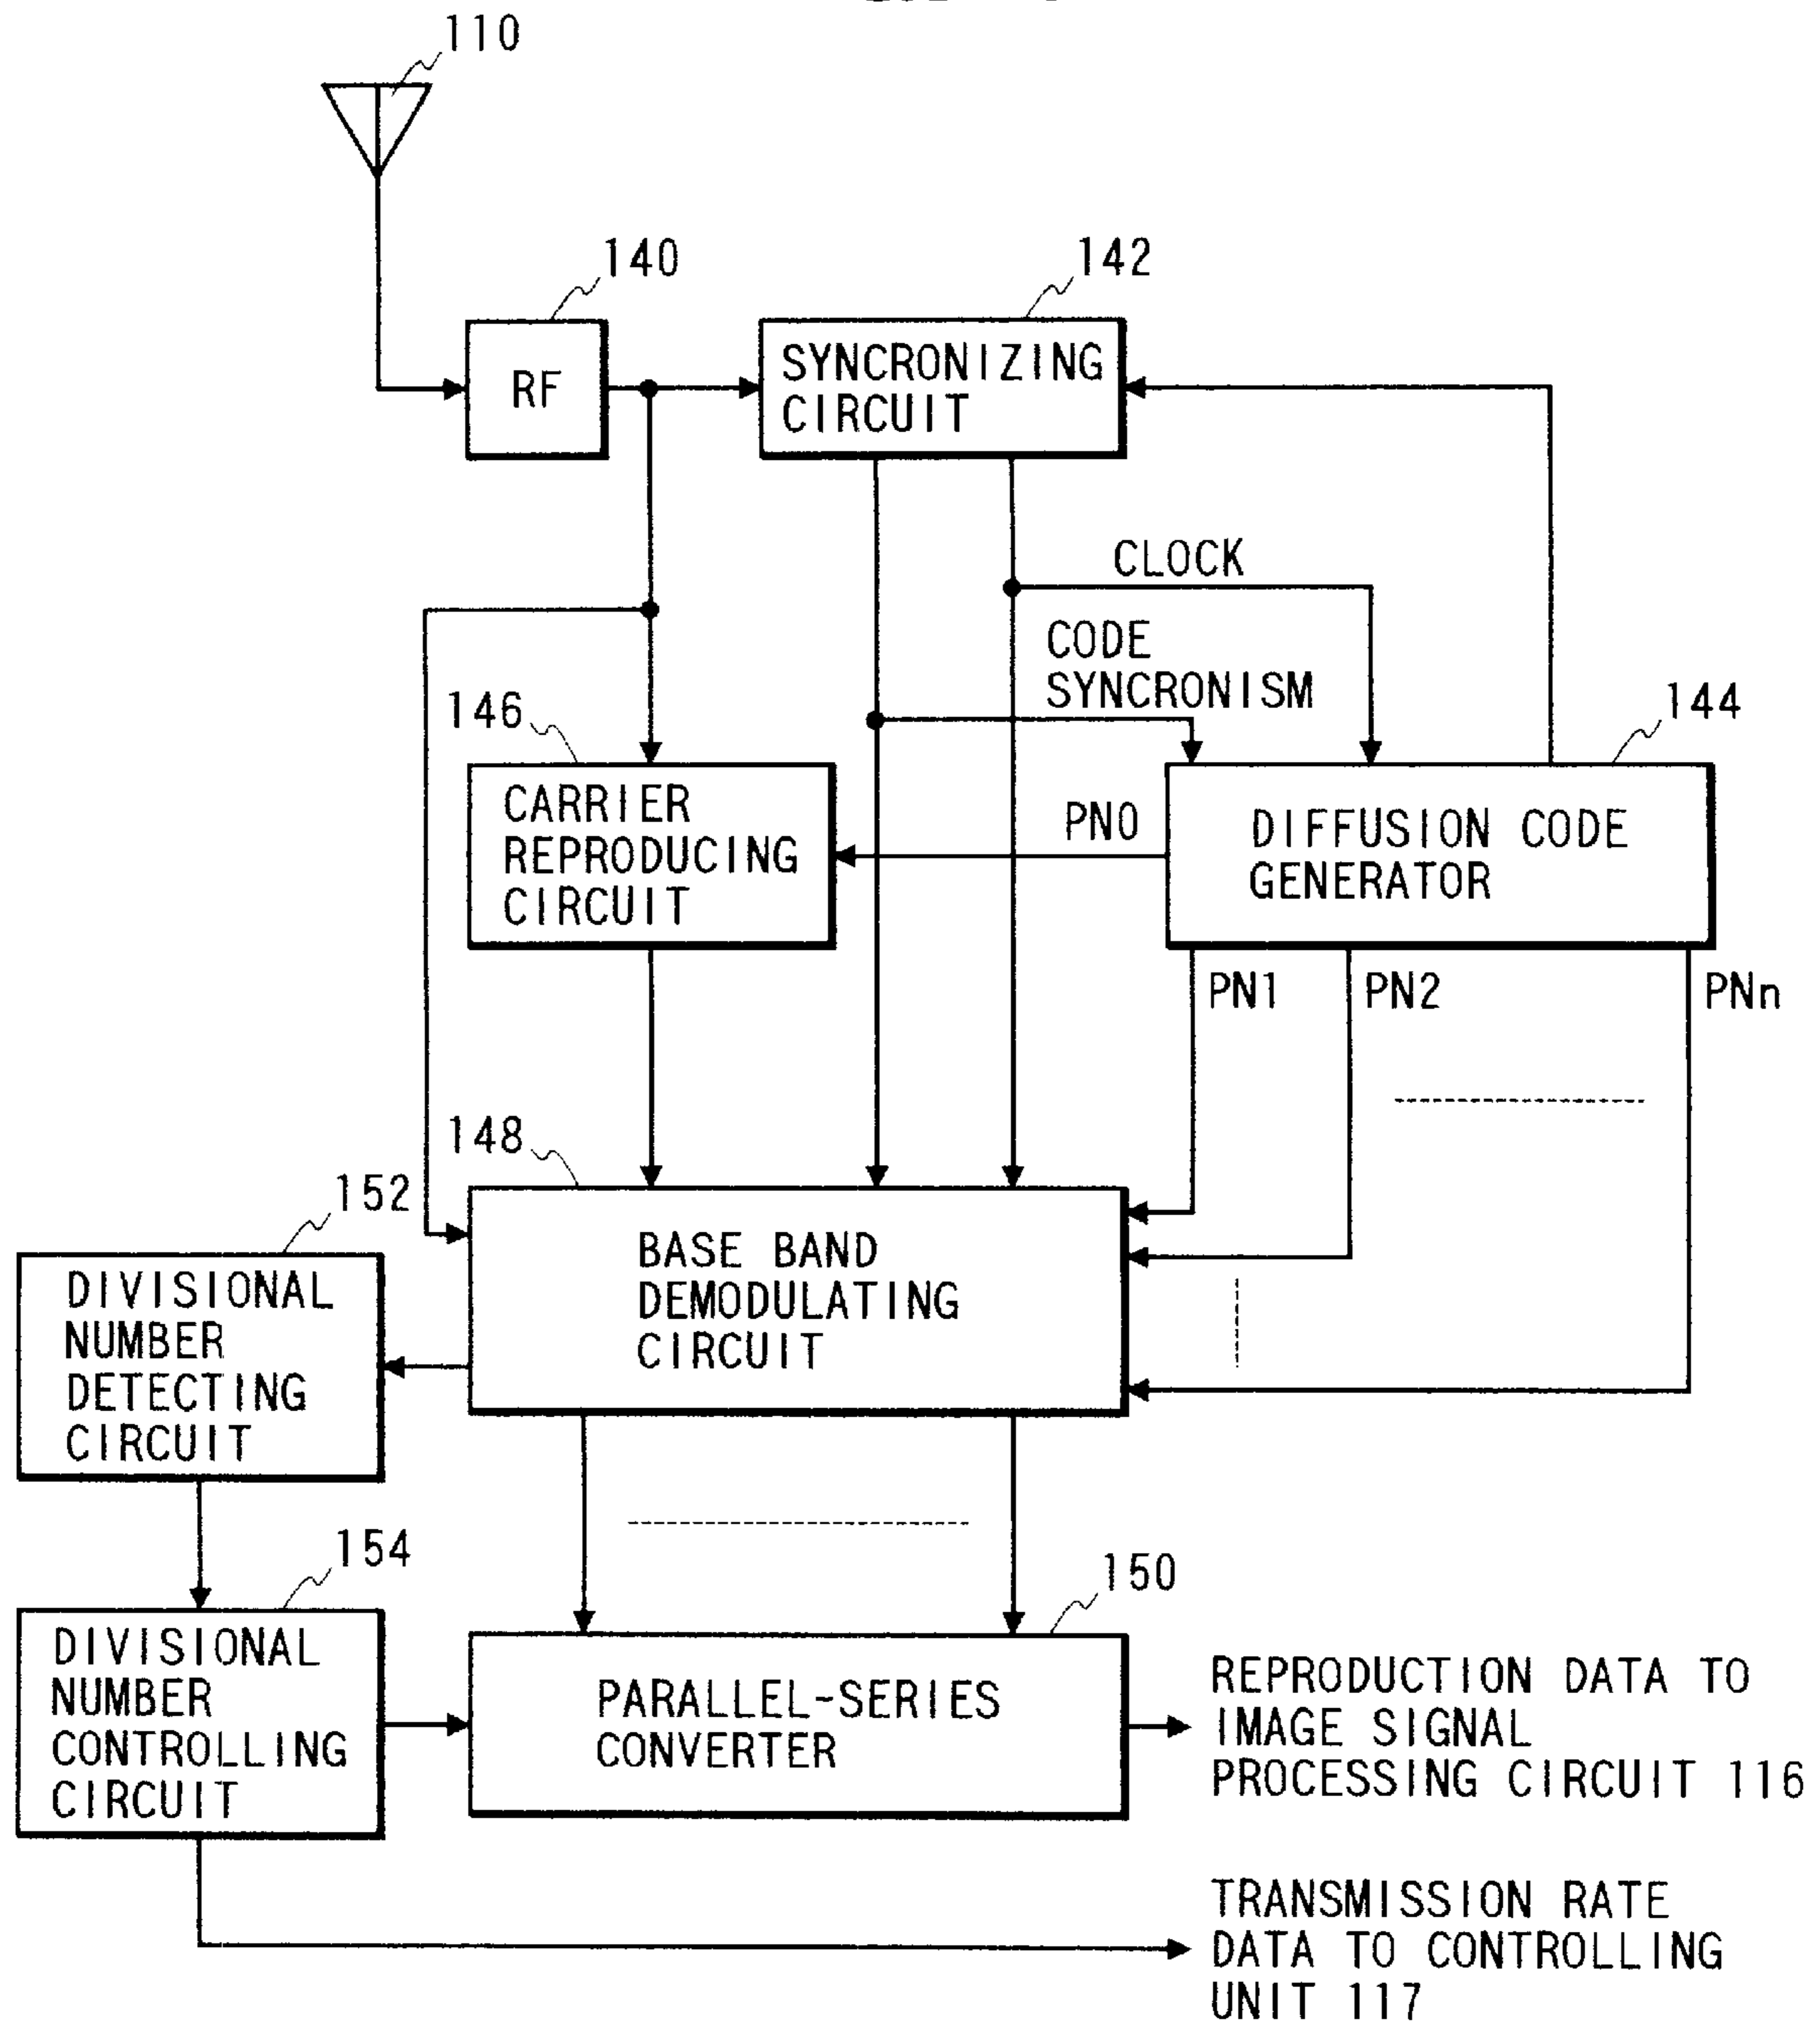 110
140
142
RF
SYNCRONIZING
CIRCUIT
CLOCK
CODE
SYNCRONISM
146
144
CARRIER
REPRODUCING
CIRCUIT
PN0
DIFFUSION CODE
GENERATOR
PN1
PN2
PNn
148
152
BASE BAND
DEMODULATING
CIRCUIT
DIVISIONAL
NUMBER
DETECTING
CIRCUIT
154
150
DIVISIONAL
NUMBER
CONTROLLING
CIRCUIT
PARALLEL-SERIES
CONVERTER
REPRODUCTION DATA TO
IMAGE SIGNAL
PROCESSING CIRCUIT 116
TRANSMISSION RATE
DATA TO CONTROLLING
UNIT 117